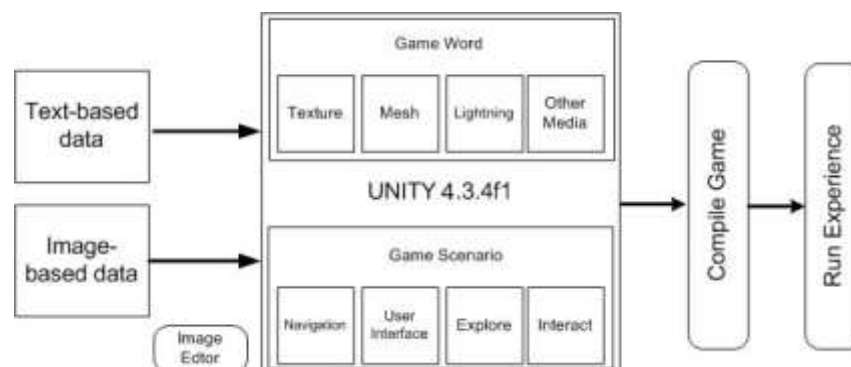 Text-based
data
Image-
based data
Image
Edtor
Game Word
Texture
Mesh
Lightning
Other
Media
UNITY 4.3.4f1
Game Scenario
Navigation
User
Interface
Explore
Interact
Compile Game
Run Experience